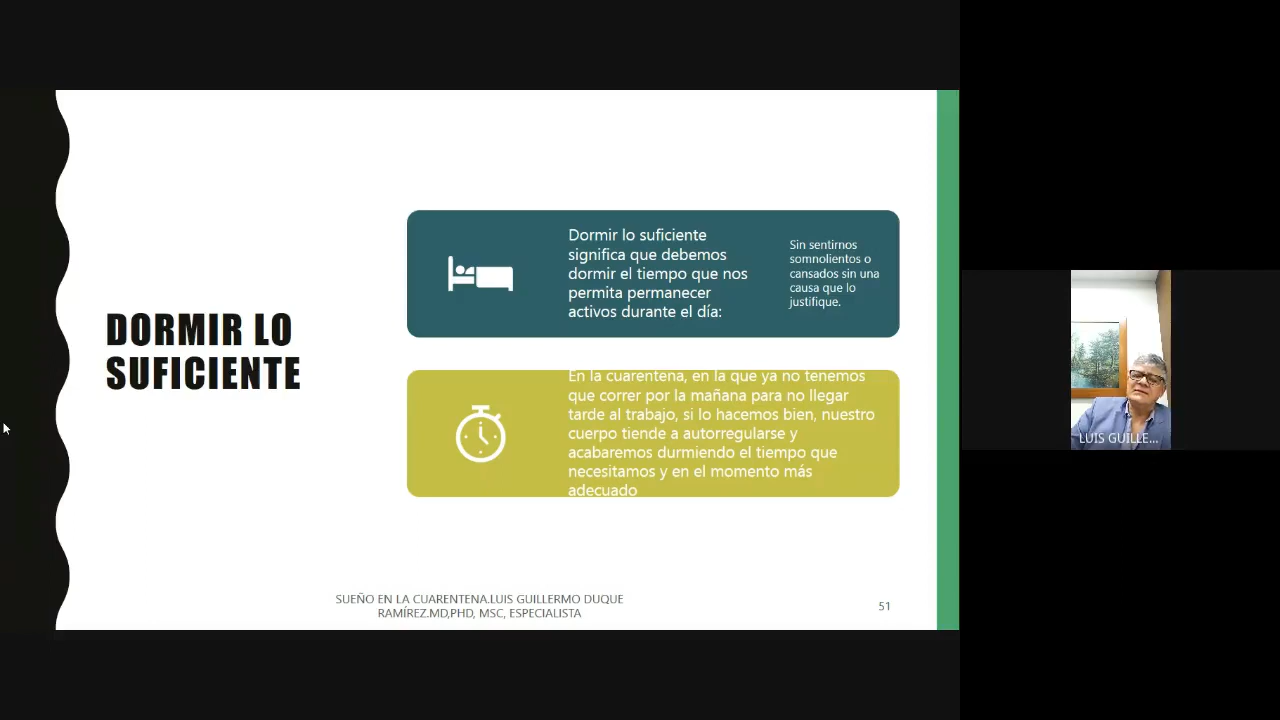 DORMIR LO
SUFICIENTE
Dormir lo suficiente
significa que debemos
dormir el tiempo que nos
permita permanecer
activos durante el día:
Sin sentirnos
somnolientos o
cansados sin una
causa que lo
justifique.
En la cuarentena, en la que ya no tenemos
que correr por la mañana para no llegar
tarde al trabajo, si lo hacemos bien, nuestro
cuerpo tiende a autorregularse y
acabaremos durmiendo el tiempo que
necesitamos y en el momento más
adecuado
SUEÑO EN LA CUARENTENA.LUIS GUILLERMO DUQUE
RAMÍREZ.MD,PHD, MSC, ESPECIALISTA
51
LUIS GUILLE...